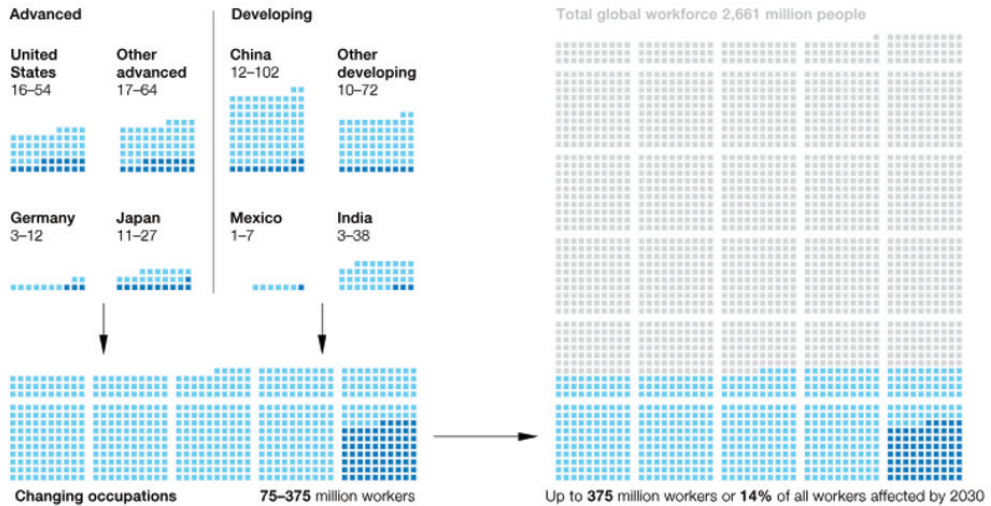 Advanced
Developing
Total global workforce 2,661 million people
United
States
16–54
Other
advanced
17–64
China
12–102
Other
developing
10–72
Germany
3–12
Japan
11–27
Mexico
1–7
India
3–38
Changing occupations
75–375 million workers
Up to 375 million workers or 14% of all workers affected by 2030